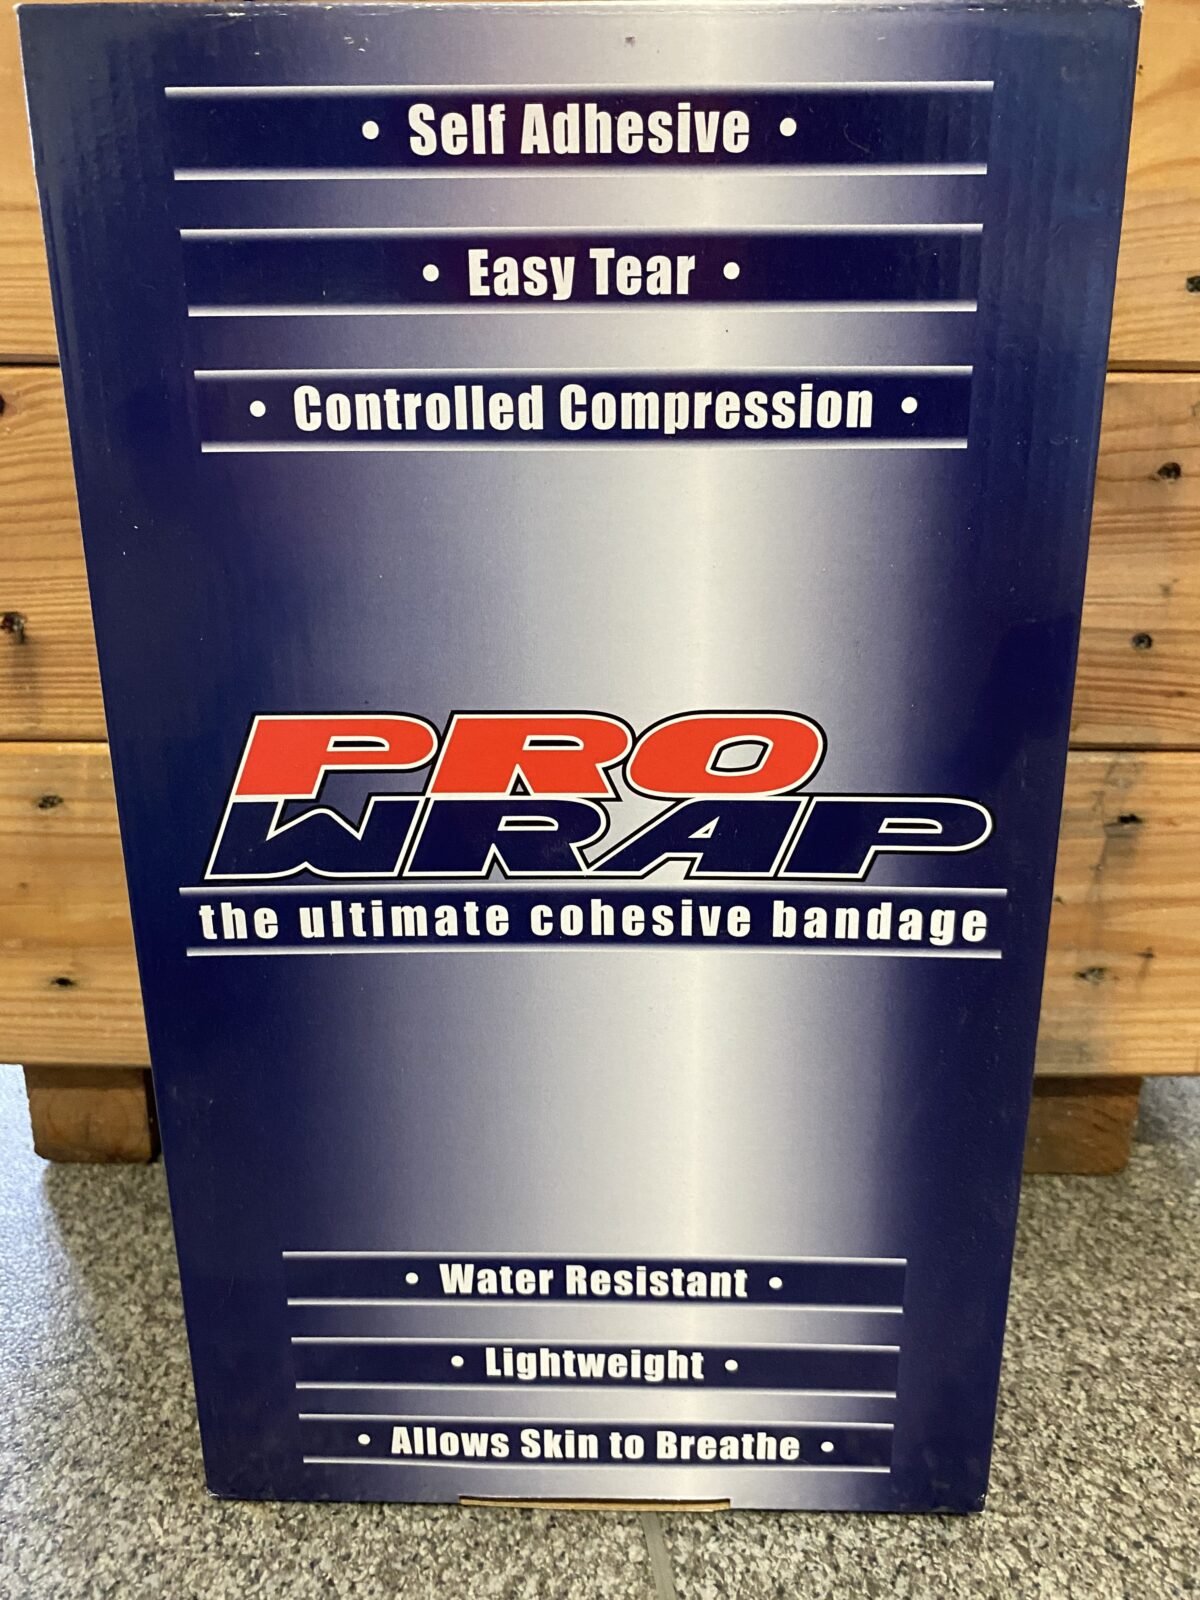 • Self Adhesive •
• Easy Tear •
• Controlled Compression •
PRO
WRAP
the ultimate cohesive bandage
• Water Resistant •
• Lightweight •
• Allows Skin to Breathe •